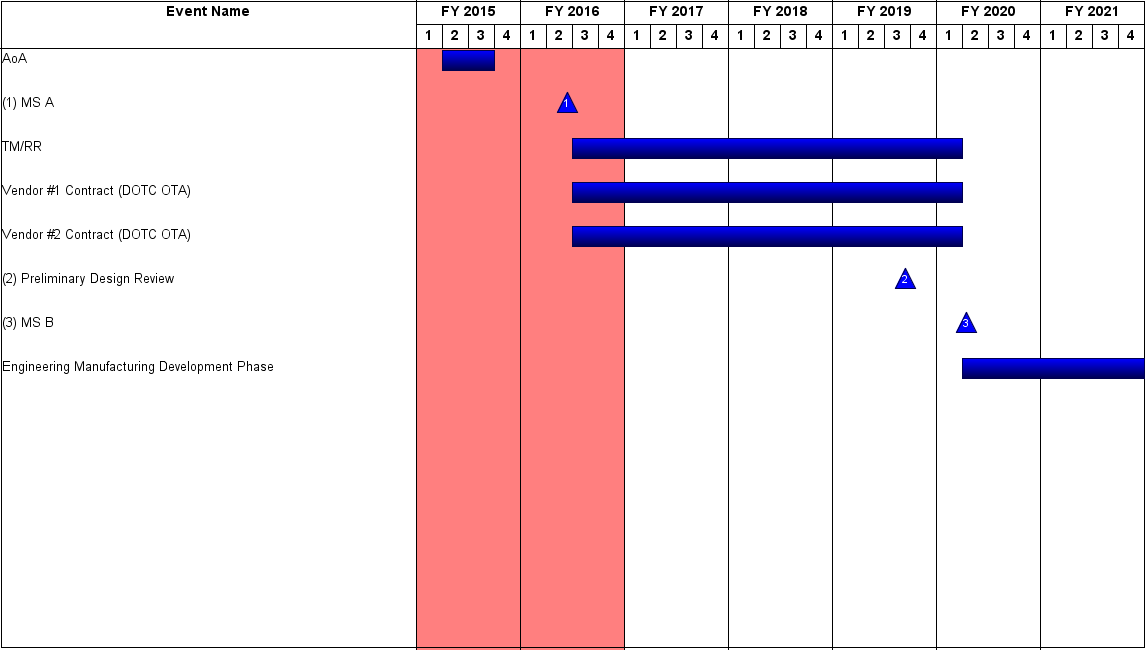 Event Name FY 2015 FY 2016 FY 2017 FY 2018 FY 2019 FY 2020 FY 2021
1 2 3 4 1 2 3 4 1 2 3 4 1 2 3 4 1 2 3 4 1 2 3 4 1 2 3 4
AoA
(1) MS A 1
TM/RR
Vendor #1 Contract (DOTC OTA)
Vendor #2 Contract (DOTC OTA)
(2) Preliminary Design Review 2
(3) MS B 3
Engineering Manufacturing Development Phase